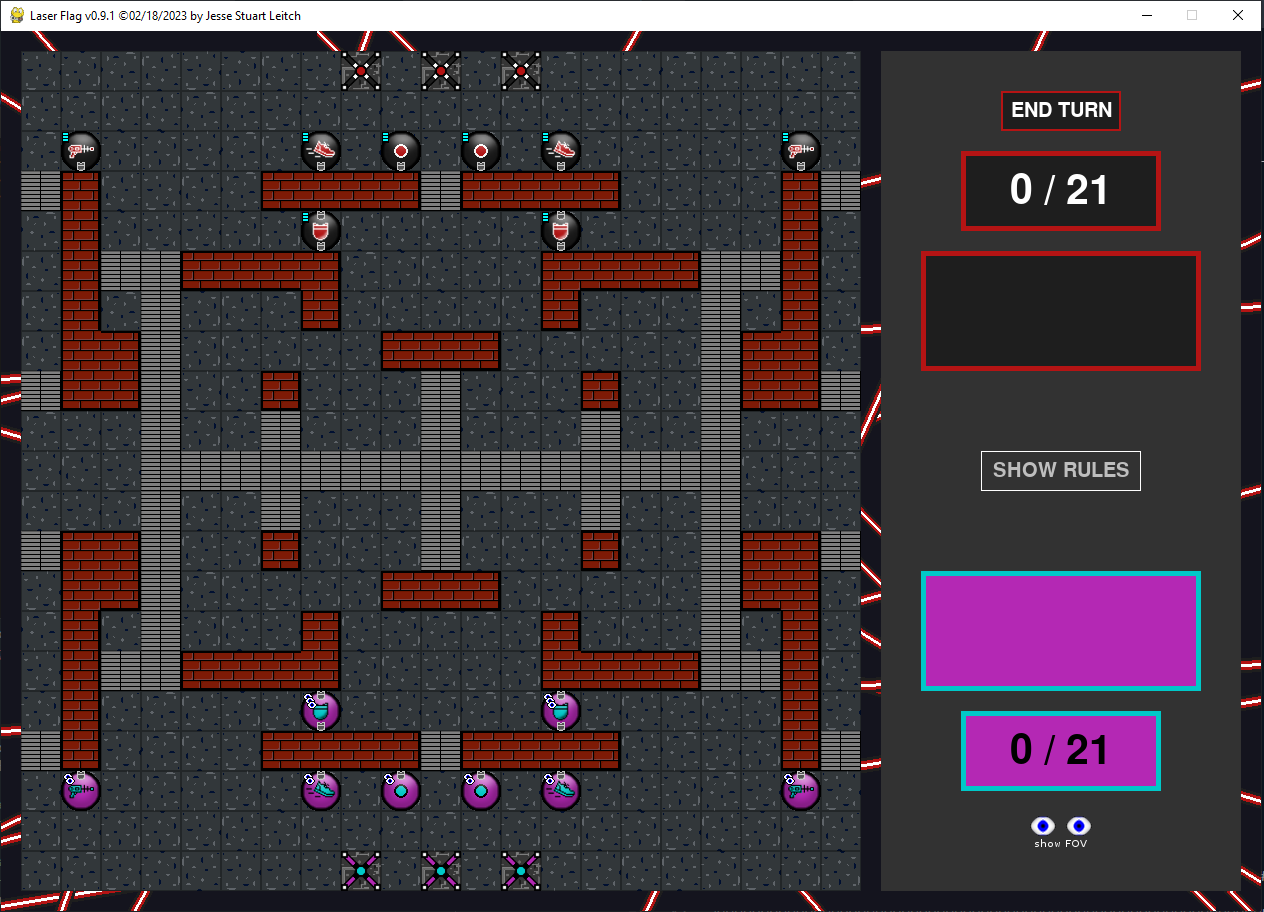 Laser Flag v0.9.1 ©02/18/2023 by Jesse Stuart Leitch
END TURN
0 / 21
SHOW RULES
0 / 21
show FOV